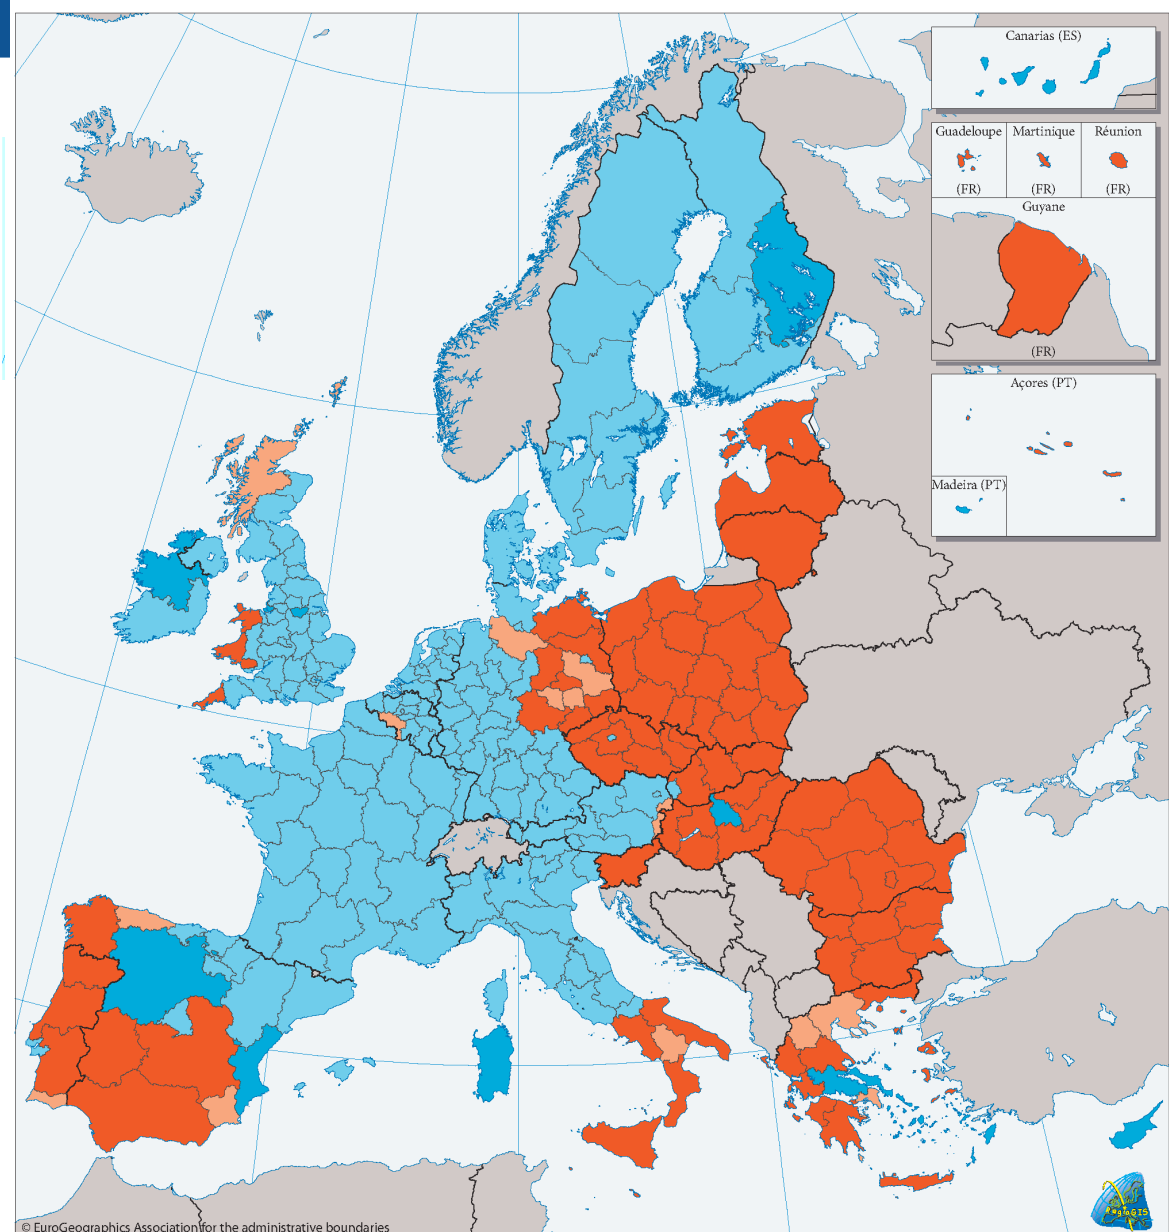 Canarias (ES)
Guadeloupe (FR)
Martinique (FR)
Réunion (FR)
Guyane
(FR)
Açores (PT)
Madeira (PT)
RegioGIS
© EuroGeographics Association for the administrative boundaries